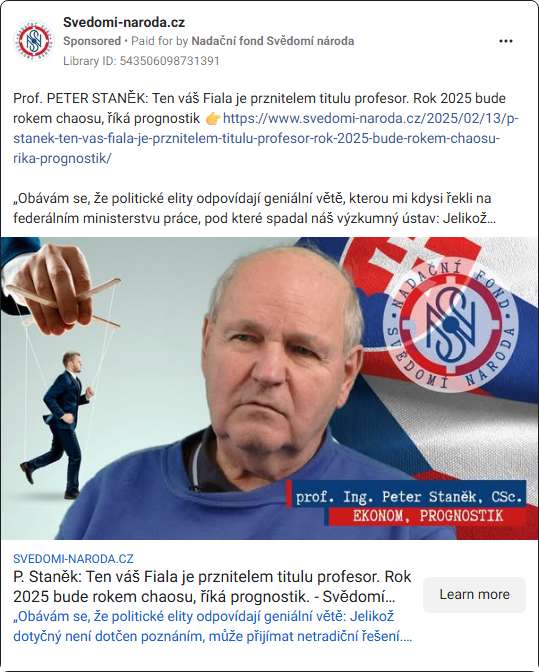 Svedomi-naroda.cz
Sponsored • Paid for by Nadační fond Svědomí národa
Library ID: 543506098731391
Prof. PETER STANĚK: Ten váš Fiala je prznitelem titulu profesor. Rok 2025 bude
rokem chaosu, říká prognostik 👉https://www.svedomi-naroda.cz/2025/02/13/p-
stanek-ten-vas-fiala-je-prznitelem-titulu-profesor-rok-2025-bude-rokem-chaosu-
rika-prognostik/
„Obávám se, že politické elity odpovídají geniální větě, kterou mi kdysi řekli na
federálním ministerstvu práce, pod které spadal náš výzkumný ústav: Jelikož...
NADAČNÍ FOND
SVĚDOMÍ NÁRODA
prof. Ing. Peter Staněk, CSc.
EKONOM, PROGNOSTIK
SVEDOMI-NARODA.CZ
P. Staněk: Ten váš Fiala je prznitelem titulu profesor. Rok
2025 bude rokem chaosu, říká prognostik. - Svědomí...
Learn more
„Obávám se, že politické elity odpovídají geniální větě: Jelikož
dotyčný není dotčen poznáním, může přijímat netradiční řešení....